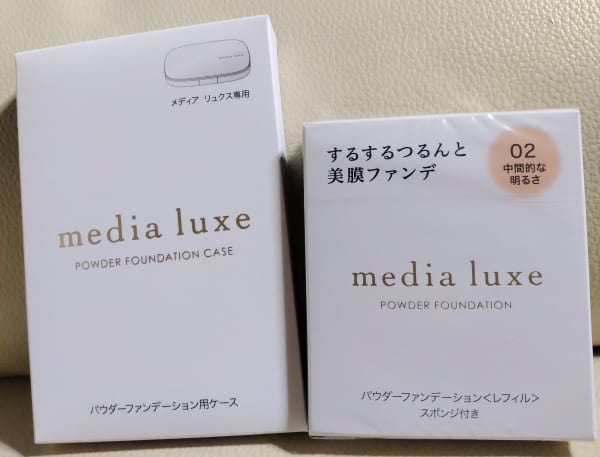 media luxe
メディア リュクス専用
media luxe
POWDER FOUNDATION CASE
パウダーファンデーション用ケース
するするつるんと
美膜ファンデ
02
中間的な
明るさ
media luxe
POWDER FOUNDATION
パウダーファンデーション<レフィル>
スポンジ付き